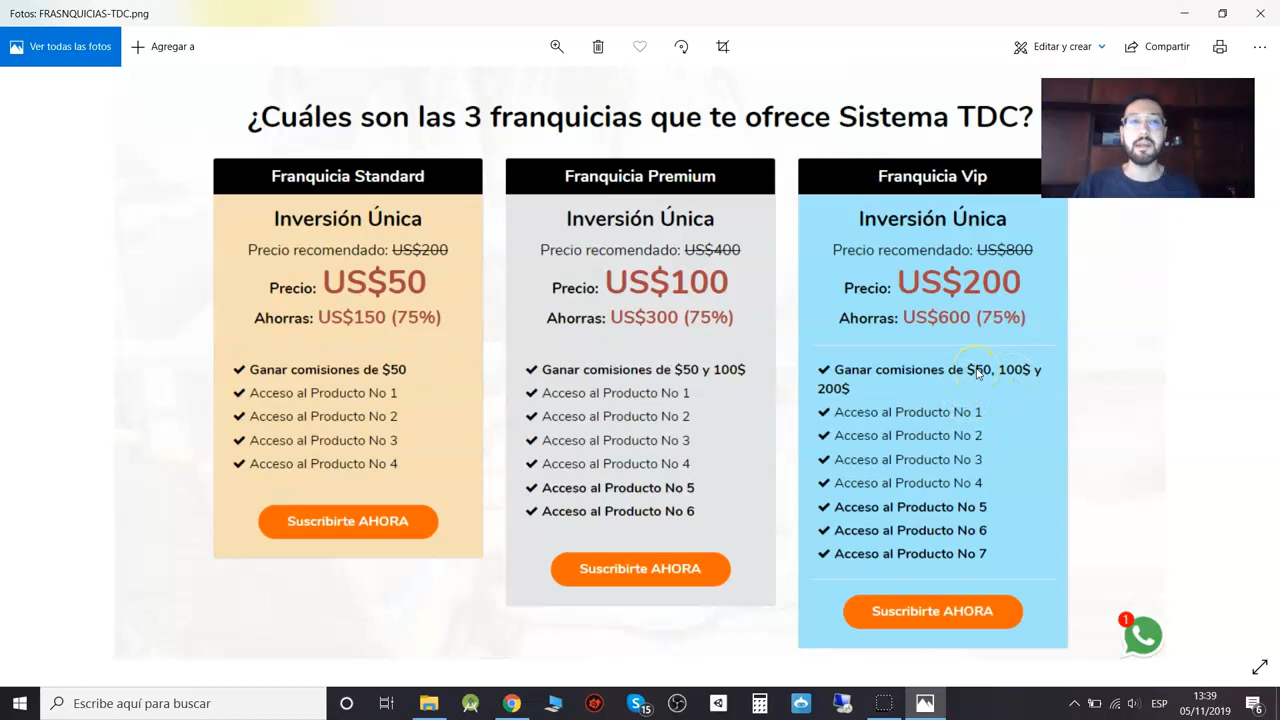 Fotos: FRASNQUICIAS-TDC.png
Ver todas las fotos
Agregar a
Editar y crear
Compartir
¿Cuáles son las 3 franquicias que te ofrece Sistema TDC?
Franquicia Standard
Inversión Única
Precio recomendado: US$200
Precio: US$50
Ahorras: US$150 (75%)
Ganar comisiones de $50
Acceso al Producto No 1
Acceso al Producto No 2
Acceso al Producto No 3
Acceso al Producto No 4
Suscribirte AHORA
Franquicia Premium
Inversión Única
Precio recomendado: US$400
Precio: US$100
Ahorras: US$300 (75%)
Ganar comisiones de $50 y 100$
Acceso al Producto No 1
Acceso al Producto No 2
Acceso al Producto No 3
Acceso al Producto No 4
Acceso al Producto No 5
Acceso al Producto No 6
Suscribirte AHORA
Franquicia Vip
Inversión Única
Precio recomendado: US$800
Precio: US$200
Ahorras: US$600 (75%)
Ganar comisiones de $50, 100$ y
200$
Acceso al Producto No 1
Acceso al Producto No 2
Acceso al Producto No 3
Acceso al Producto No 4
Acceso al Producto No 5
Acceso al Producto No 6
Acceso al Producto No 7
Suscribirte AHORA
1
Escribe aquí para buscar
15
ESP
13:39
05/11/2019
6